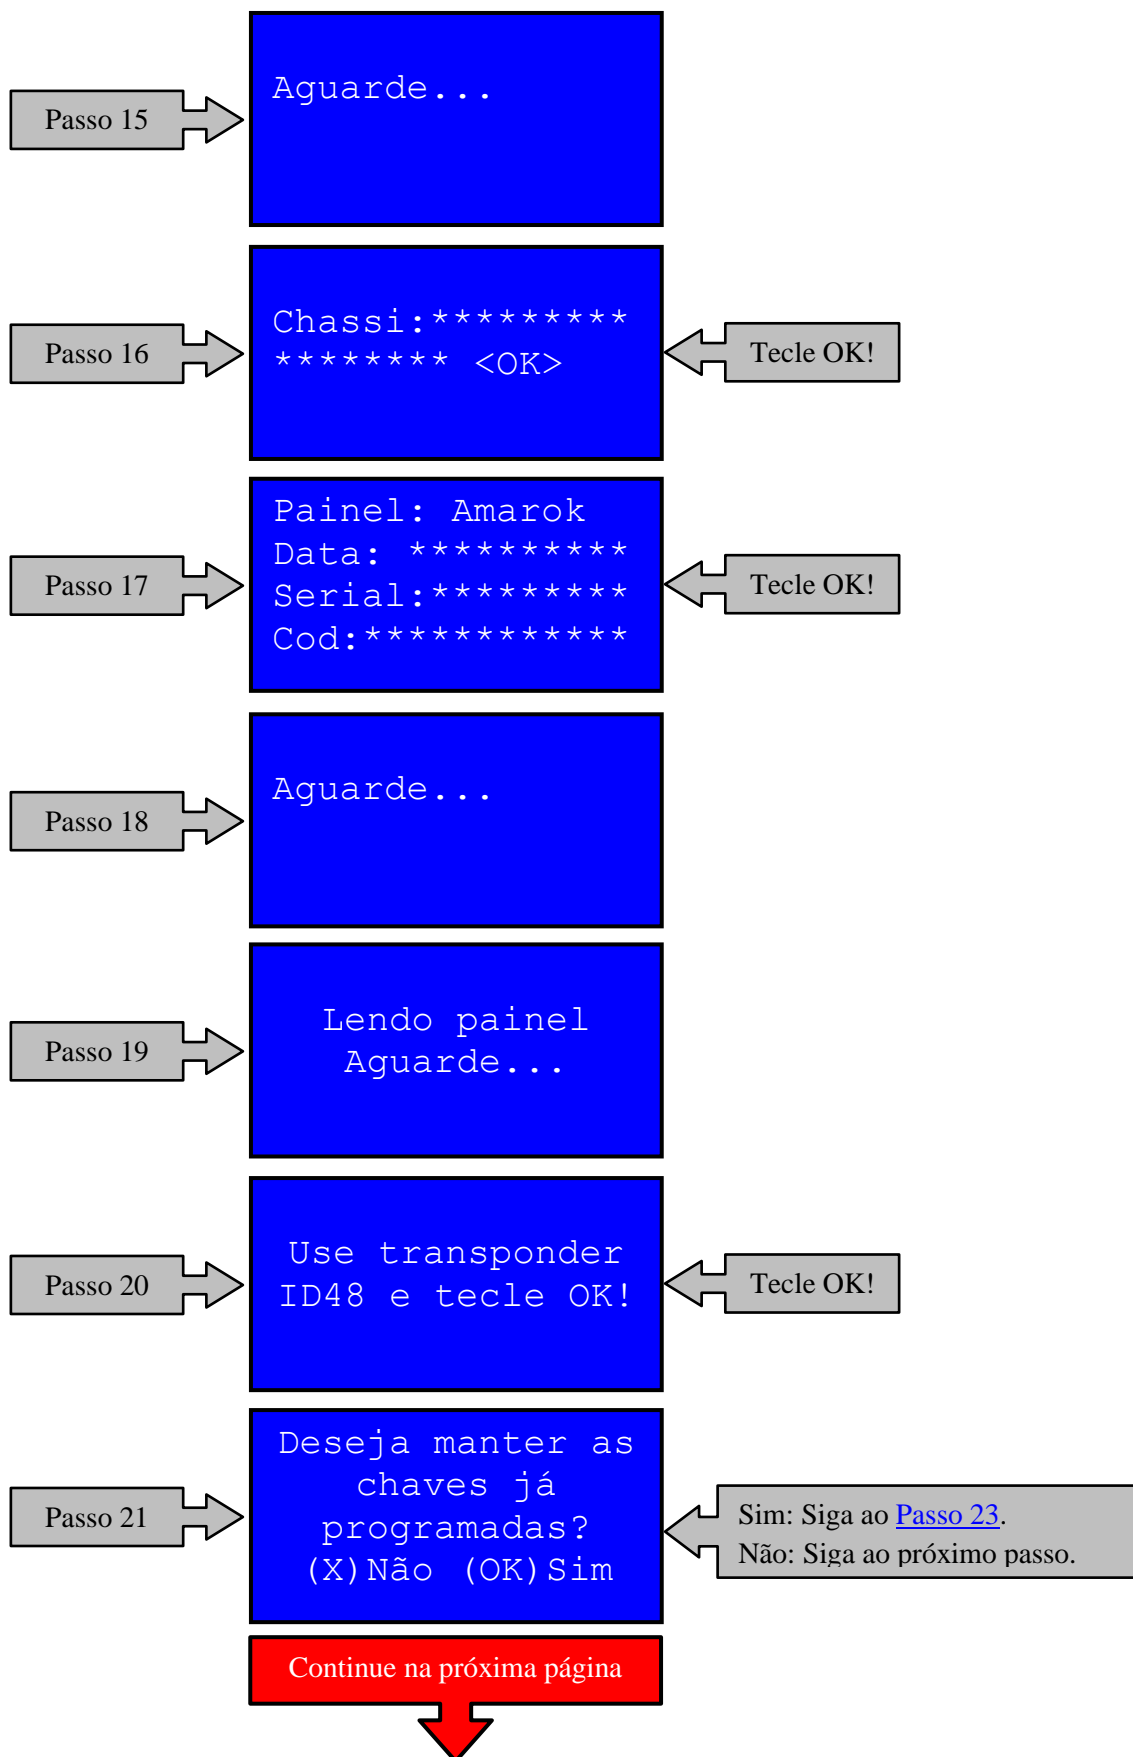 Passo 15
Aguarde...
Passo 16
Chassi:*********
******** <OK>
Tecle OK!
Passo 17
Painel: Amarok
Data: **********
Serial:*********
Cod:************
Tecle OK!
Passo 18
Aguarde...
Passo 19
Lendo painel
Aguarde...
Passo 20
Use transponder
ID48 e tecle OK!
Tecle OK!
Passo 21
Deseja manter as
chaves já
programadas?
(X)Não (OK)Sim
Sim: Siga ao Passo 23.
Não: Siga ao próximo passo.
Continue na próxima página